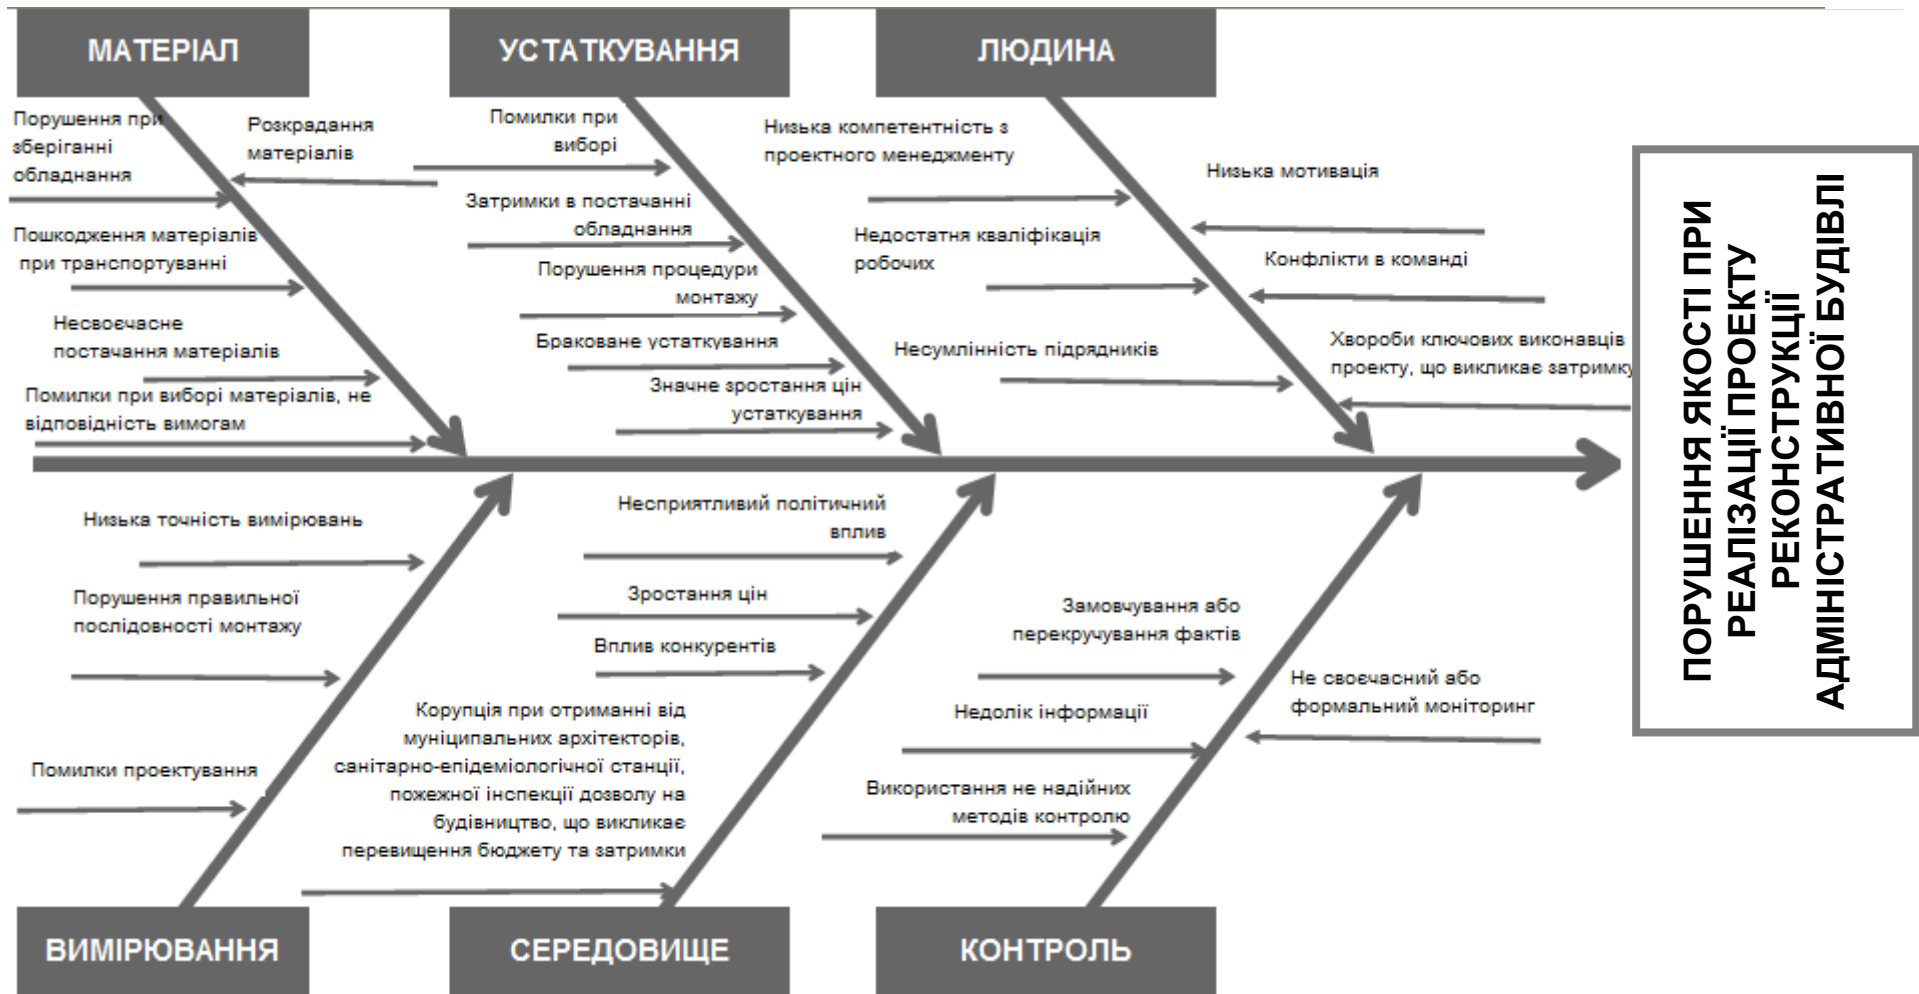 МАТЕРІАЛ
УСТАТКУВАННЯ
ЛЮДИНА
Порушення при
зберіганні
обладнання
Розкрадання
матеріалів
Пошкодження матеріалів
при транспортуванні
Несвоєчасне
постачання матеріалів
Помилки при виборі матеріалів, не
відповідність вимогам
Помилки при
виборі
Затримки в постачанні
обладнання
Порушення процедури
монтажу
Браковане устаткування
Значне зростання цін
устаткування
Низька компетентність з
проектного менеджменту
Недостатня кваліфікація
робочих
Несумлінність підрядників
Низька мотивація
Конфлікти в команді
Хвороби ключових виконавців
проекту, що викликає затримку
ПОРУШЕННЯ ЯКОСТІ ПРИ
РЕАЛІЗАЦІЇ ПРОЕКТУ
РЕКОНСТРУКЦІЇ
АДМІНІСТРАТИВНОЇ БУДІВЛІ
Низька точність вимірювань
Порушення правильної
послідовності монтажу
Помилки проектування
Несприятливий політичний
вплив
Зростання цін
Вплив конкурентів
Корупція при отриманні від
муніципальних архітекторів,
санітарно-епідеміологічної станції,
пожежної інспекції дозволу на
будівництво, що викликає
перевищення бюджету та затримки
Замовчування або
перекручування фактів
Недолік інформації
Використання не надійних
методів контролю
Не своєчасний або
формальний моніторинг
ВИМІРЮВАННЯ
СЕРЕДОВИЩЕ
КОНТРОЛЬ